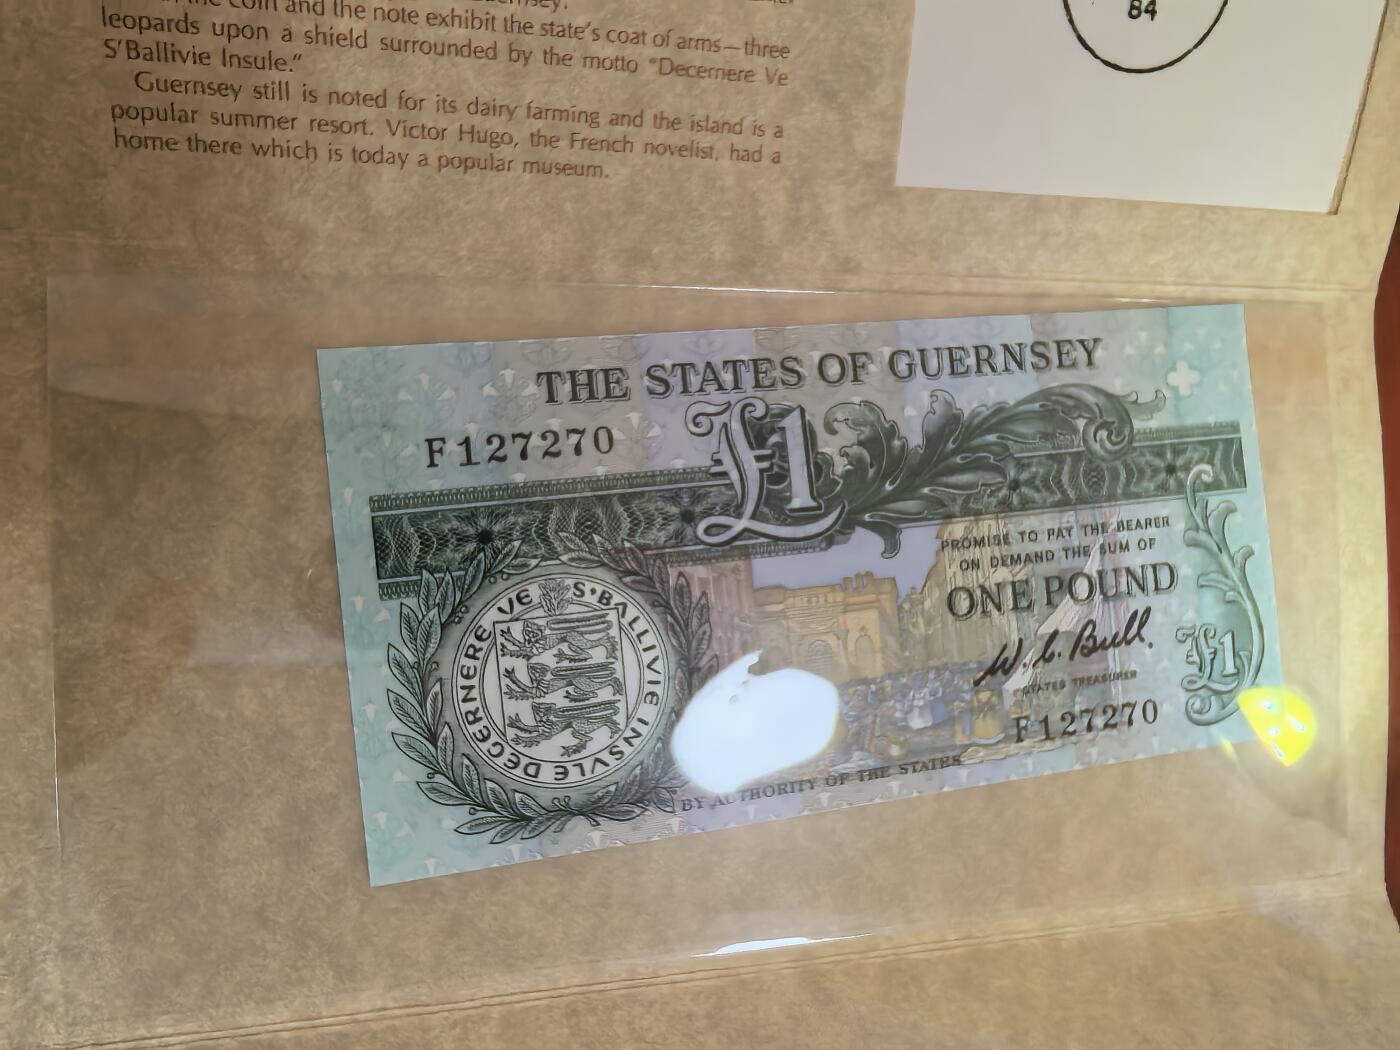 the coin and the note exhibit the state's coat of arms—three
leopards upon a shield surrounded by the motto "Decernere Ve
S'Ballivie Insule."
Guernsey still is noted for its dairy farming and the island is a
popular summer resort. Victor Hugo, the French novelist, had a
home there which is today a popular museum.
84
THE STATES OF GUERNSEY
F127270
£1
PROMISE TO PAY THE BEARER
ON DEMAND THE SUM OF
ONE POUND
W. C. Bull.
STATES TREASURER
£1
F127270
S·BALLIVIE INSVLE DECERNERE VE
BY AUTHORITY OF THE STATES